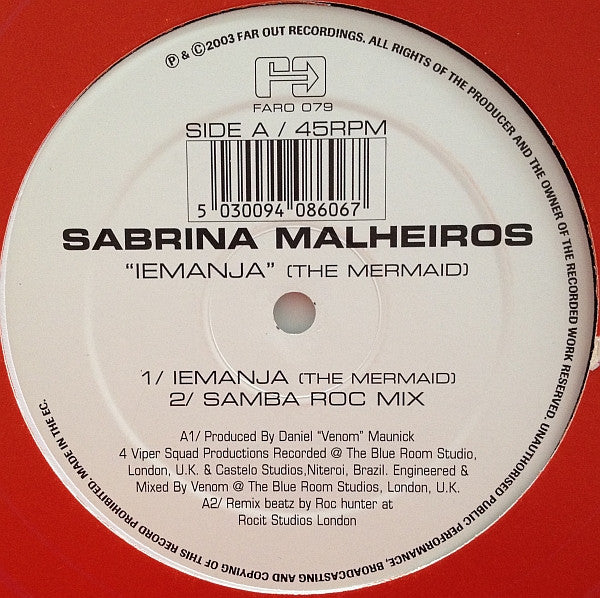 ℗ & © 2003 FAR OUT RECORDINGS. ALL RIGHTS OF THE PRODUCER AND THE OWNER OF THE RECORDED WORK RESERVED. UNAUTHORISED PUBLIC PERFORMANCE, BROADCASTING AND COPYING OF THIS RECORD PROHIBITED. MADE IN THE EC.
FARO 079
SIDE A / 45RPM
5 030094 086067
SABRINA MALHEIROS
“IEMANJA” (THE MERMAID)
1/ IEMANJA (THE MERMAID)
2/ SAMBA ROC MIX
A1/ Produced By Daniel “Venom” Maunick
4 Viper Squad Productions Recorded @ The Blue Room Studio,
London, U.K. & Castelo Studios,Niteroi, Brazil. Engineered &
Mixed By Venom @ The Blue Room Studios, London, U.K.
A2/ Remix beatz by Roc hunter at
Rocit Studios London